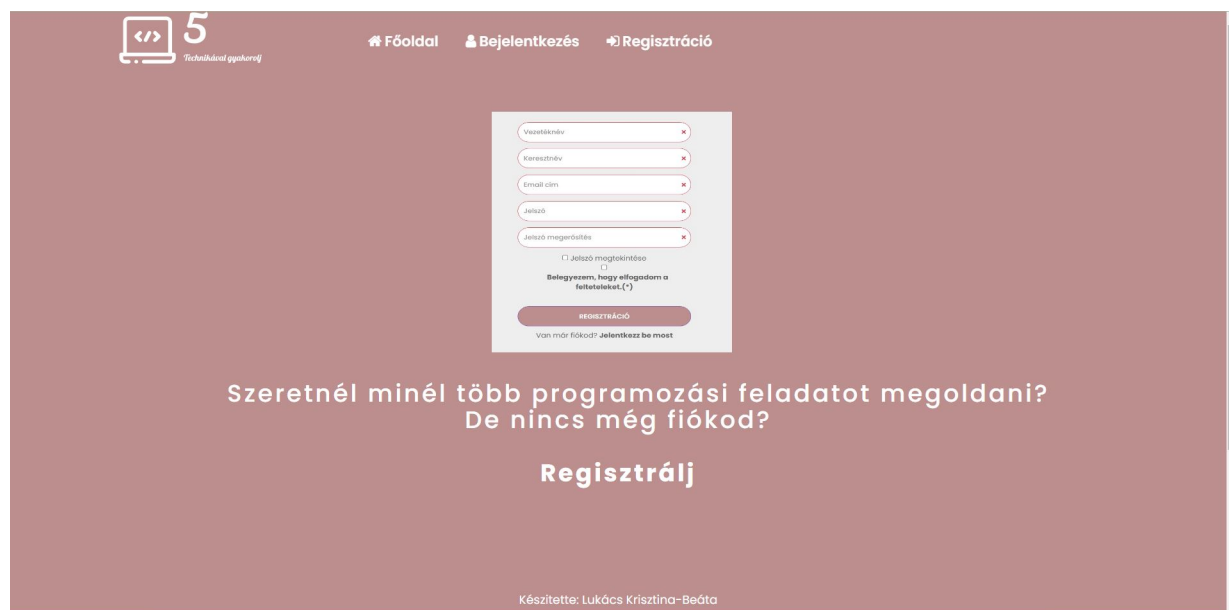 </>
5
Technikával gyakorolj
Főoldal Bejelentkezés Regisztráció
Vezetéknév
Keresztnév
Email cím
Jelszó
Jelszó megerősítés
Jelszó megtekintése
Belegyezem, hogy elfogadom a
felteteleket.(*)
REGISZTRÁCIÓ
Van már fiókod? Jelentkezz be most
Szeretnél minél több programozási feladatot megoldani?
De nincs még fiókod?
Regisztrálj
Készítette: Lukács Krisztina-Beáta